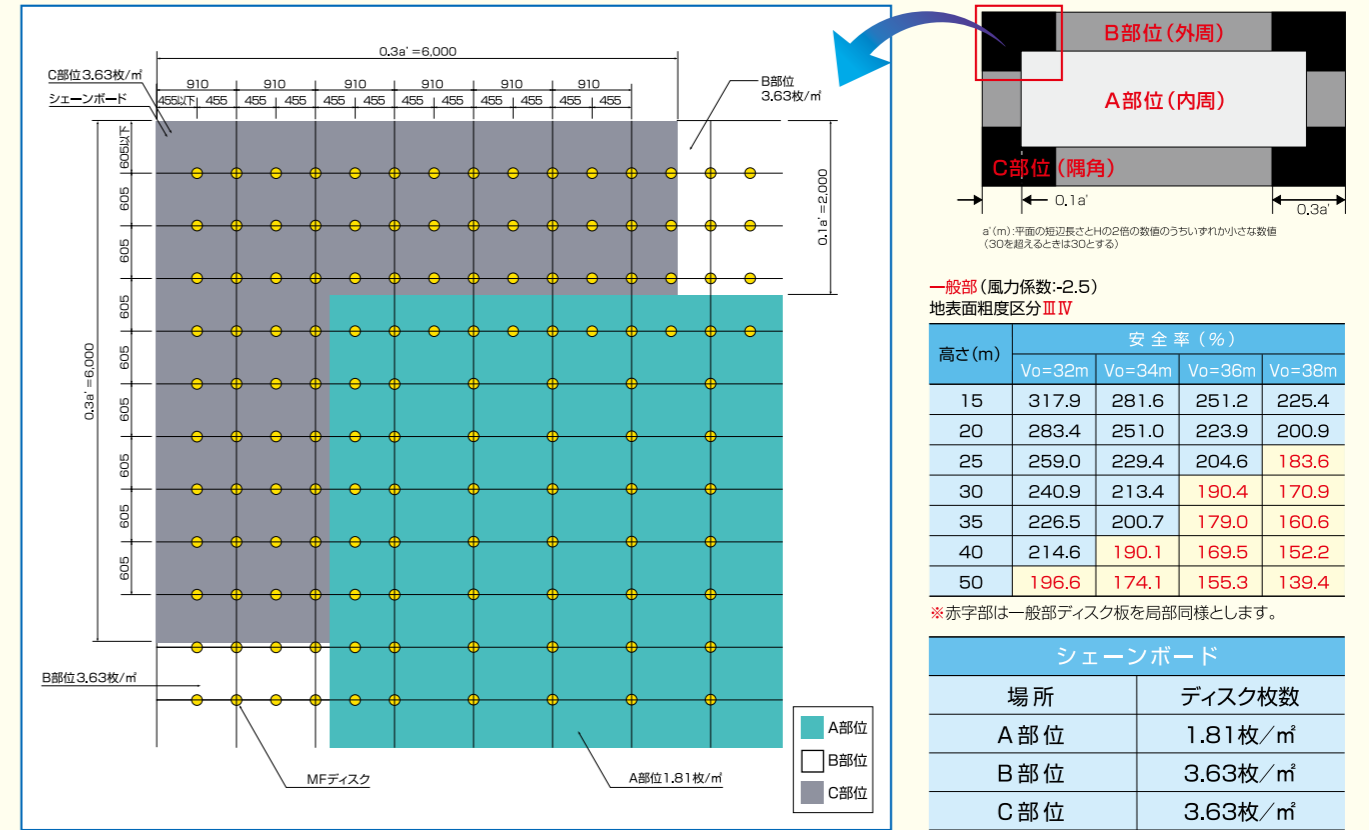 0.3a' =6,000
C部位3.63枚/㎡
シェーンボード
910 910 910 910 910 910
455以下 455 455 455 455 455 455 455 455 455 455 455
B部位
3.63枚/㎡
605以下
605
605
605
605
605
605
605
605
0.3a' =6,000
0.1a' =2,000
B部位3.63枚/㎡
MFディスク
A部位1.81枚/㎡
A部位
B部位
C部位
B部位(外周)
A部位(内周)
C部位(隅角)
0.1a'
0.3a'
a'(m):平面の短辺長さとHの2倍の数値のうちいずれか小さな数値
(30を超えるときは30とする)
一般部(風力係数:-2.5)
地表面粗度区分ⅢⅣ
高さ(m) 安全率(%)
Vo=32m Vo=34m Vo=36m Vo=38m
15 317.9 281.6 251.2 225.4
20 283.4 251.0 223.9 200.9
25 259.0 229.4 204.6 183.6
30 240.9 213.4 190.4 170.9
35 226.5 200.7 179.0 160.6
40 214.6 190.1 169.5 152.2
50 196.6 174.1 155.3 139.4
※赤字部は一般部ディスク板を局部同様とします。
シェーンボード
場所 ディスク枚数
A部位 1.81枚/㎡
B部位 3.63枚/㎡
C部位 3.63枚/㎡